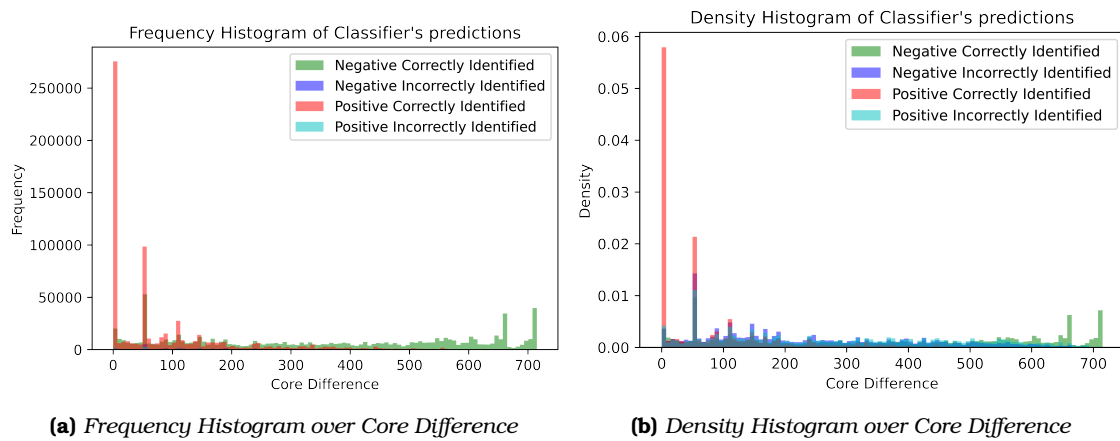 Frequency Histogram of Classifier's predictions
Negative Correctly Identified
Negative Incorrectly Identified
Positive Correctly Identified
Positive Incorrectly Identified
250000
200000
150000
100000
50000
0
Frequency
0 100 200 300 400 500 600 700
Core Difference
(a) Frequency Histogram over Core Difference
Density Histogram of Classifier's predictions
Negative Correctly Identified
Negative Incorrectly Identified
Positive Correctly Identified
Positive Incorrectly Identified
0.06
0.05
0.04
0.03
0.02
0.01
0.00
Density
0 100 200 300 400 500 600 700
Core Difference
(b) Density Histogram over Core Difference